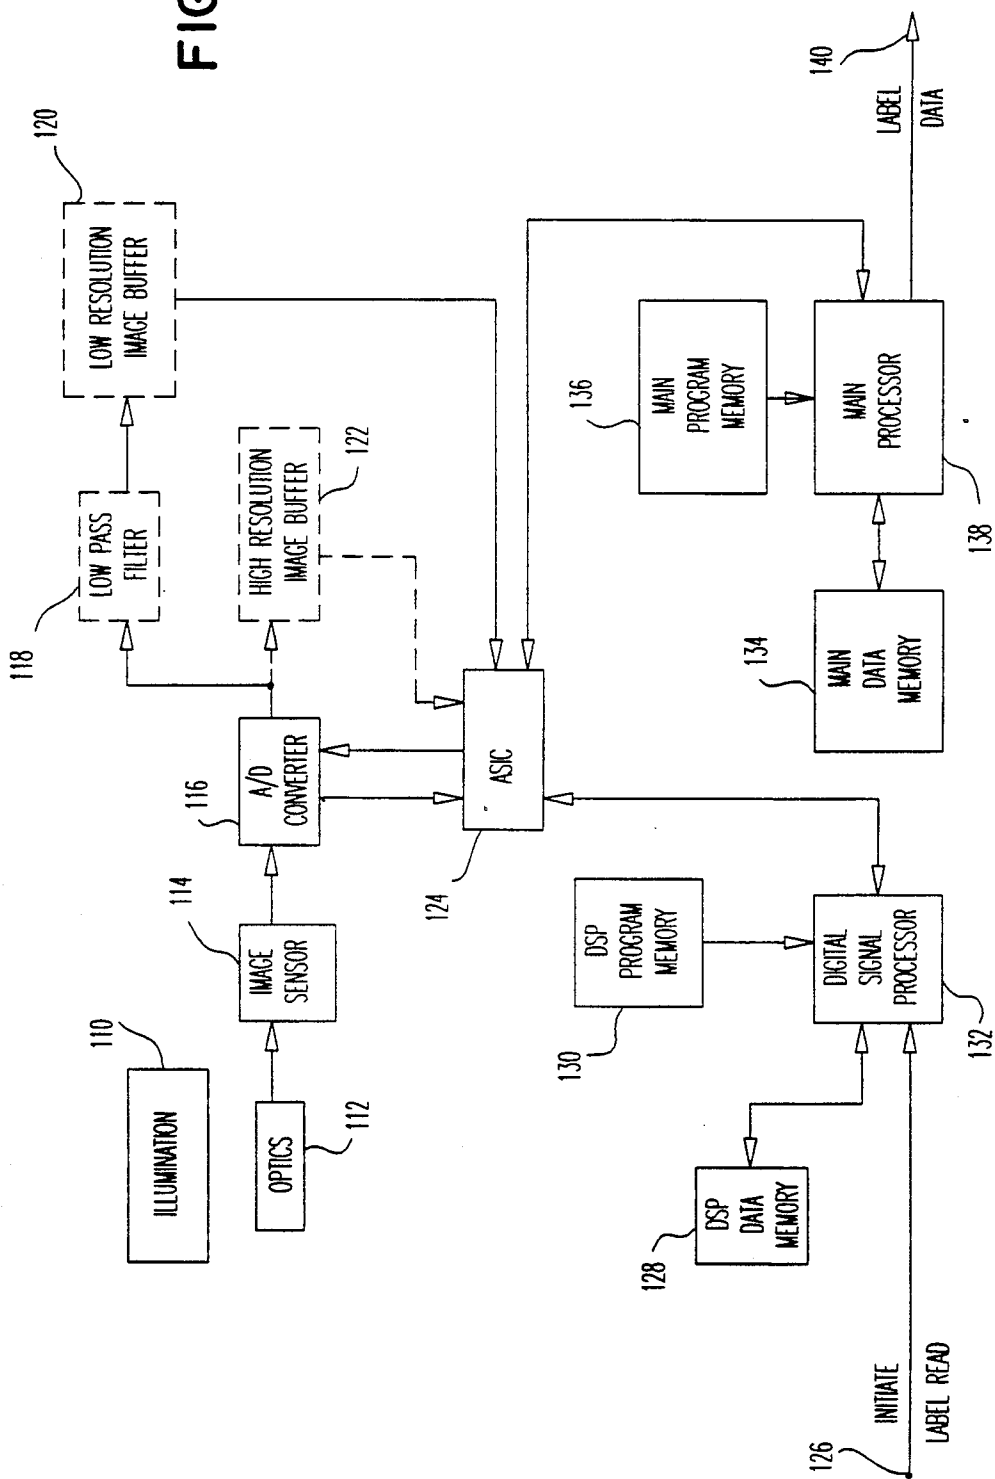 FIG
120
LOW RESOLUTION
IMAGE BUFFER
118
LOW PASS
FILTER
122
HIGH RESOLUTION
IMAGE BUFFER
116
A/D
CONVERTER
114
IMAGE
SENSOR
110
ILLUMINATION
112
OPTICS
124
ASIC
136
MAIN
PROGRAM
MEMORY
134
MAIN
DATA
MEMORY
138
MAIN
PROCESSOR
140
LABEL
DATA
130
DSP
PROGRAM
MEMORY
128
DSP
DATA
MEMORY
132
DIGITAL
SIGNAL
PROCESSOR
126
INITIATE
LABEL READ